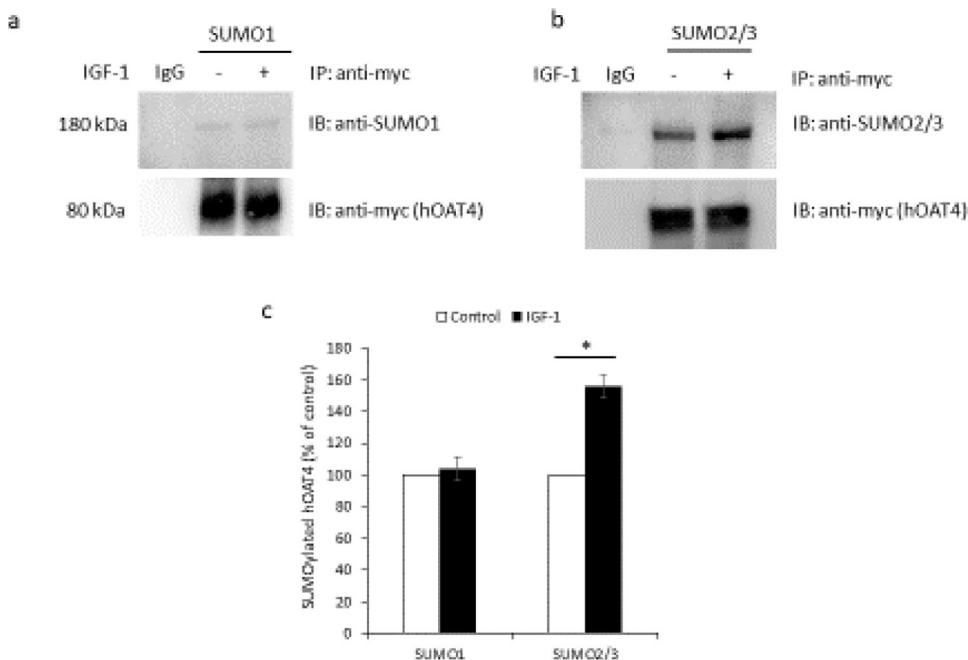 a
SUMO1
IGF-1 IgG - + IP: anti-myc
180 kDa IB: anti-SUMO1
80 kDa IB: anti-myc (hOAT4)
b
SUMO2/3
IGF-1 IgG - + IP: anti-myc
IB: anti-SUMO2/3
IB: anti-myc (hOAT4)
c
Control IGF-1
SUMOylated hOAT4 (% of control)
180
160
140
120
100
80
60
40
20
0
*
SUMO1 SUMO2/3